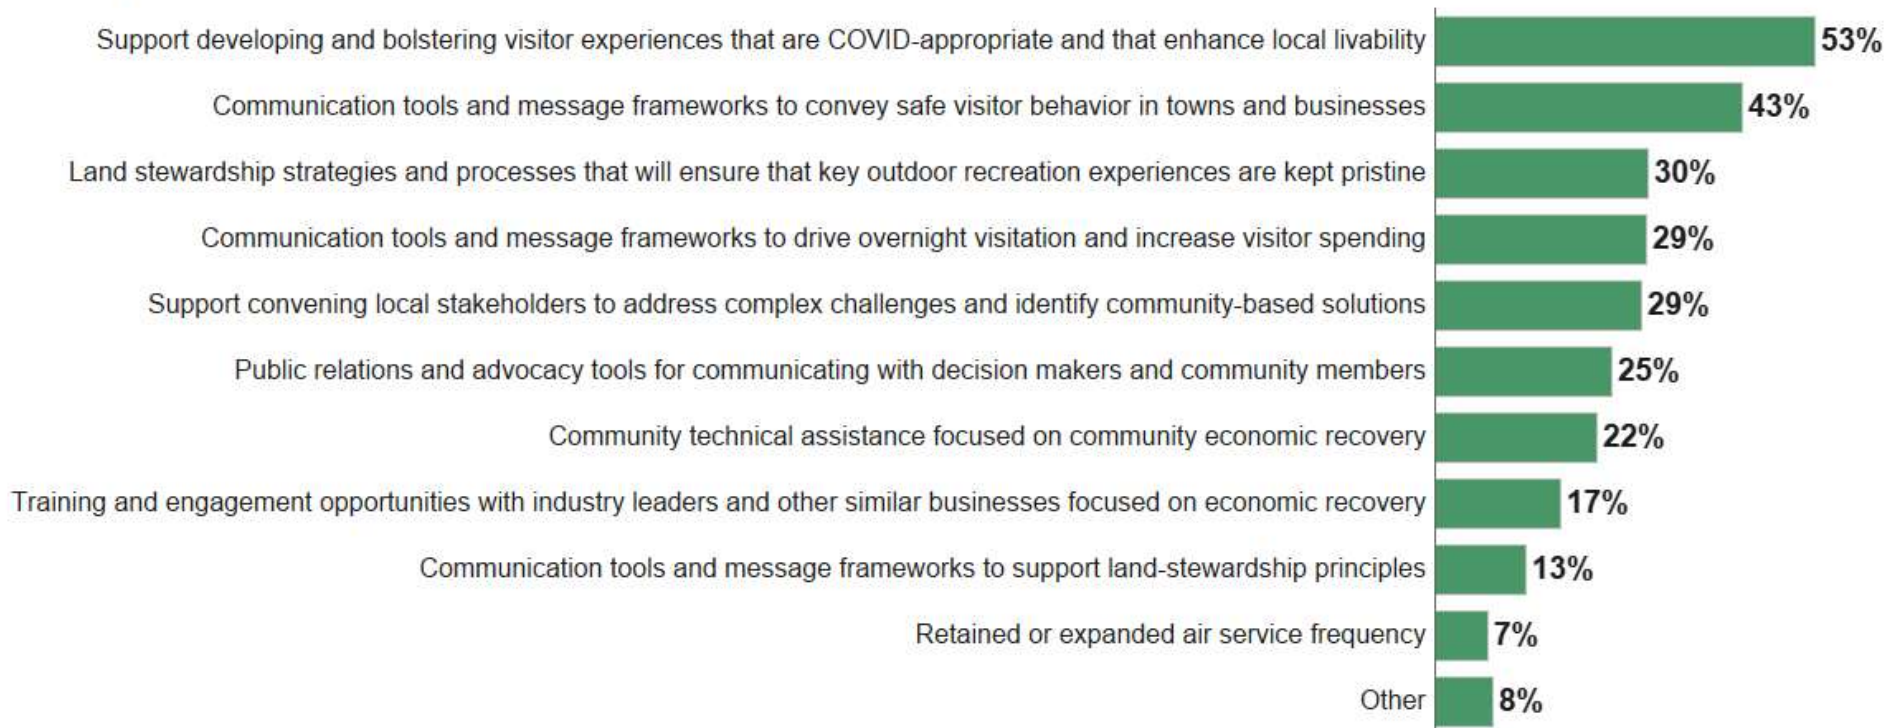 Support developing and bolstering visitor experiences that are COVID-appropriate and that enhance local livability 53%
Communication tools and message frameworks to convey safe visitor behavior in towns and businesses 43%
Land stewardship strategies and processes that will ensure that key outdoor recreation experiences are kept pristine 30%
Communication tools and message frameworks to drive overnight visitation and increase visitor spending 29%
Support convening local stakeholders to address complex challenges and identify community-based solutions 29%
Public relations and advocacy tools for communicating with decision makers and community members 25%
Community technical assistance focused on community economic recovery 22%
Training and engagement opportunities with industry leaders and other similar businesses focused on economic recovery 17%
Communication tools and message frameworks to support land-stewardship principles 13%
Retained or expanded air service frequency 7%
Other 8%